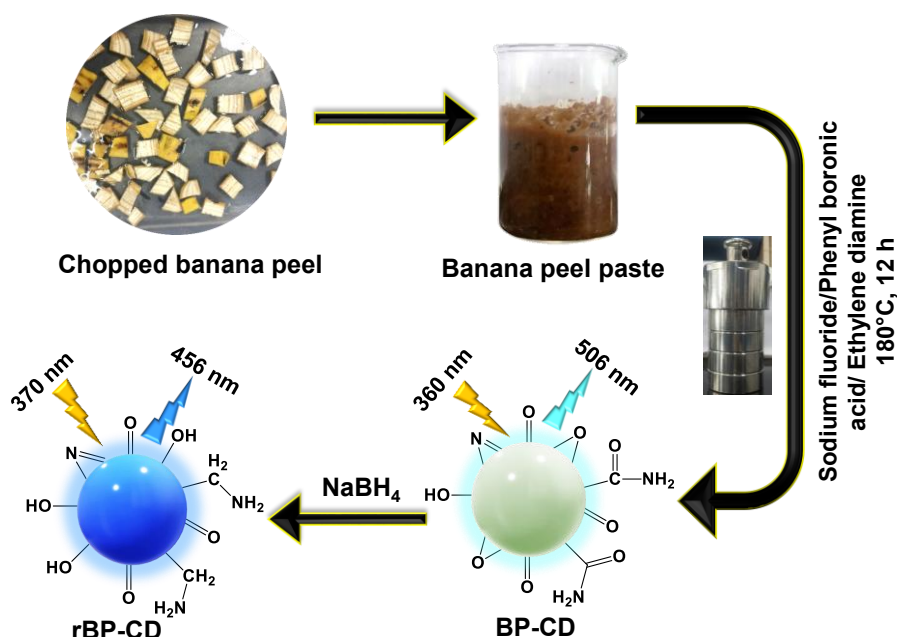 Chopped banana peel
Banana peel paste
Sodium fluoride/Phenyl boronic
acid/ Ethylene diamine
180°C, 12 h
370 nm
456 nm
O
OH
N
H₂
C
NH₂
HO
O
HO
CH₂
O
H₂N
rBP-CD
NaBH₄
360 nm
506 nm
O
O
N
O
C
NH₂
HO
O
O
O
O
NH₂
BP-CD